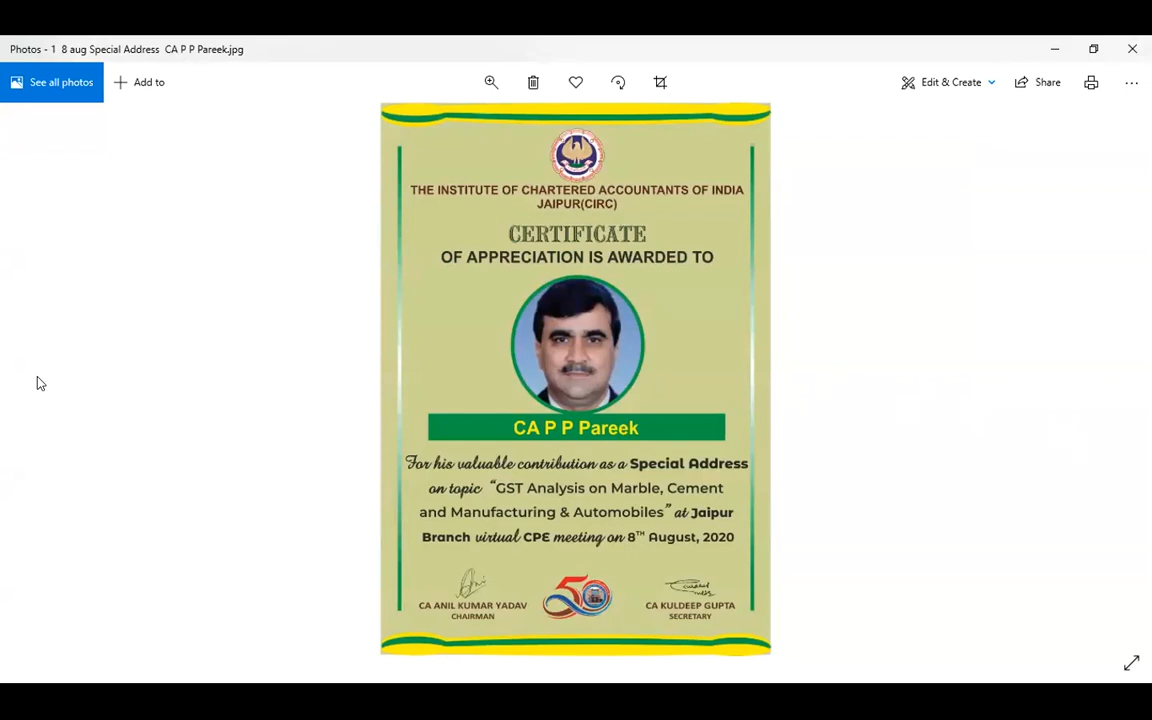 Photos - 1 8 aug Special Address CA P P Pareek.jpg
See all photos
Add to
Edit & Create
Share
THE INSTITUTE OF CHARTERED ACCOUNTANTS OF INDIA
JAIPUR(CIRC)
CERTIFICATE
OF APPRECIATION IS AWARDED TO
CA P P Pareek
For his valuable contribution as a Special Address
on topic “GST Analysis on Marble, Cement
and Manufacturing & Automobiles” at Jaipur
Branch virtual CPE meeting on 8TH August, 2020
50
CA ANIL KUMAR YADAV
CHAIRMAN
CA KULDEEP GUPTA
SECRETARY